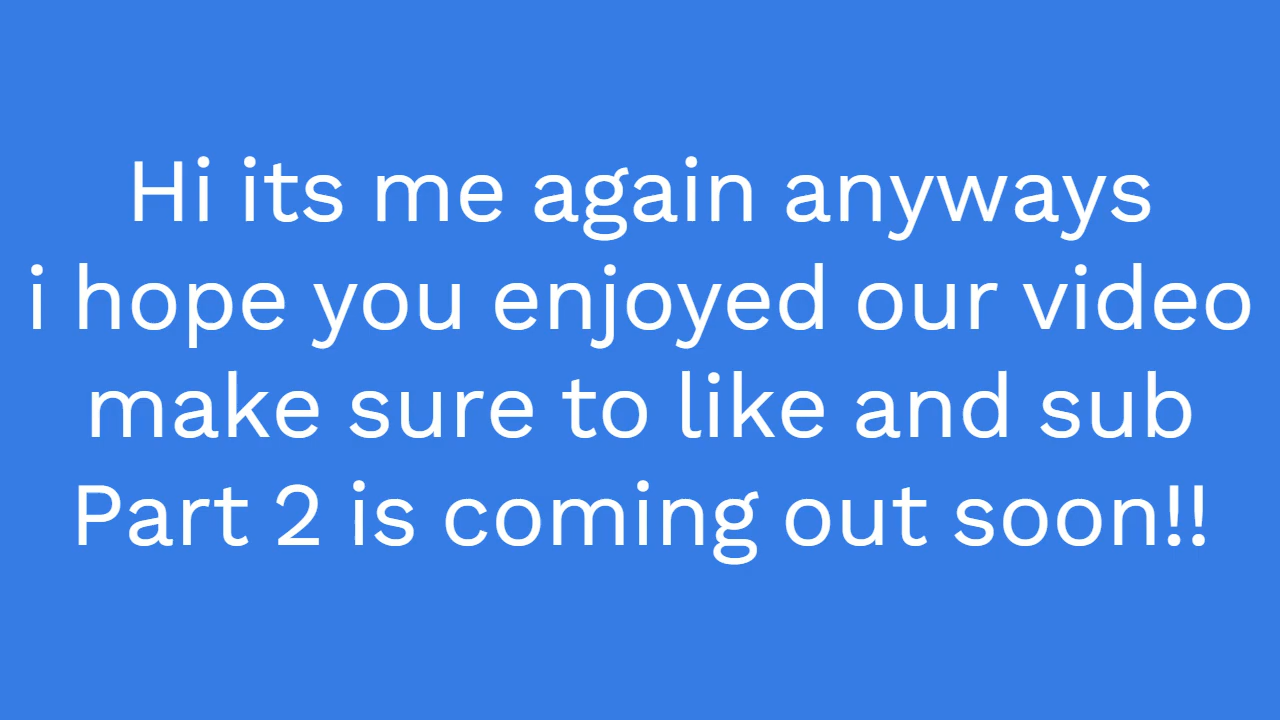 Hi its me again anyways
i hope you enjoyed our video
make sure to like and sub
Part 2 is coming out soon!!